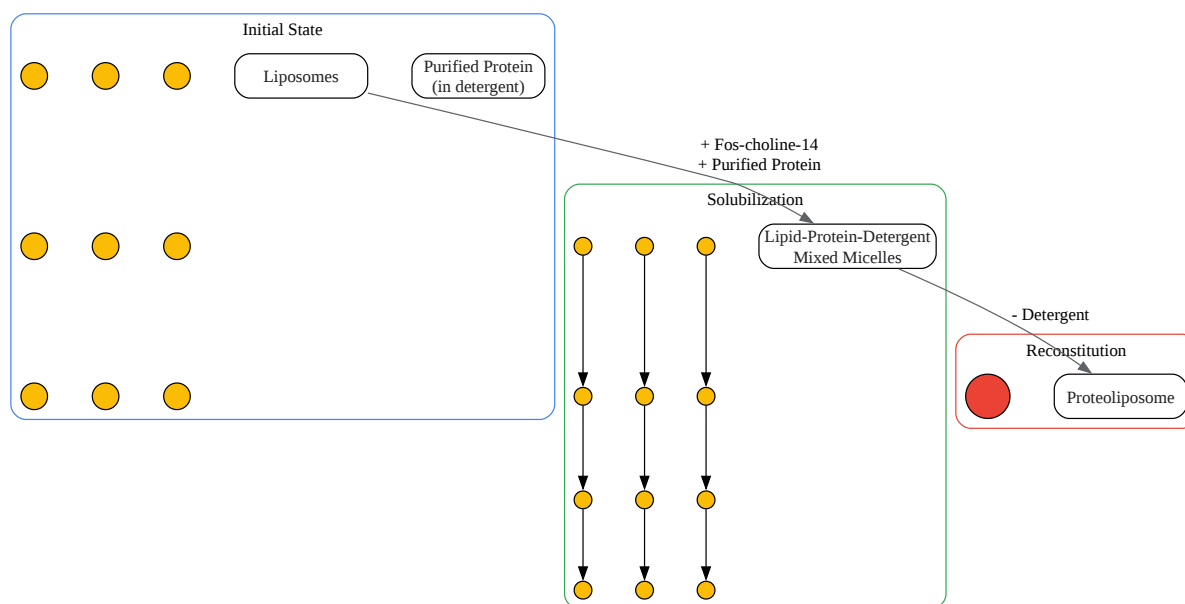 Initial State
Liposomes
Purified Protein
(in detergent)
+ Fos-choline-14
+ Purified Protein
Solubilization
Lipid-Protein-Detergent
Mixed Micelles
- Detergent
Reconstitution
Proteoliposome